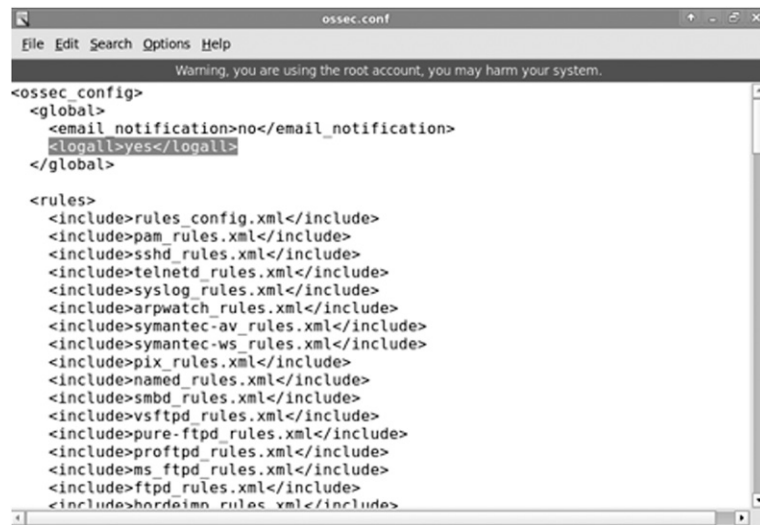 ossec.conf
File Edit Search Options Help
Warning, you are using the root account, you may harm your system.
<ossec_config>
<global>
<email_notification>no</email_notification>
<logall>yes</logall>
</global>
<rules>
<include>rules_config.xml</include>
<include>pam_rules.xml</include>
<include>sshd_rules.xml</include>
<include>telnetd_rules.xml</include>
<include>syslog_rules.xml</include>
<include>arpwatch_rules.xml</include>
<include>symantec-av_rules.xml</include>
<include>symantec-ws_rules.xml</include>
<include>pix_rules.xml</include>
<include>named_rules.xml</include>
<include>smbd_rules.xml</include>
<include>vsftpd_rules.xml</include>
<include>pure-ftpd_rules.xml</include>
<include>proftpd_rules.xml</include>
<include>ms_ftpd_rules.xml</include>
<include>ftpd_rules.xml</include>
<include>hordeimp_rules.xml</include>